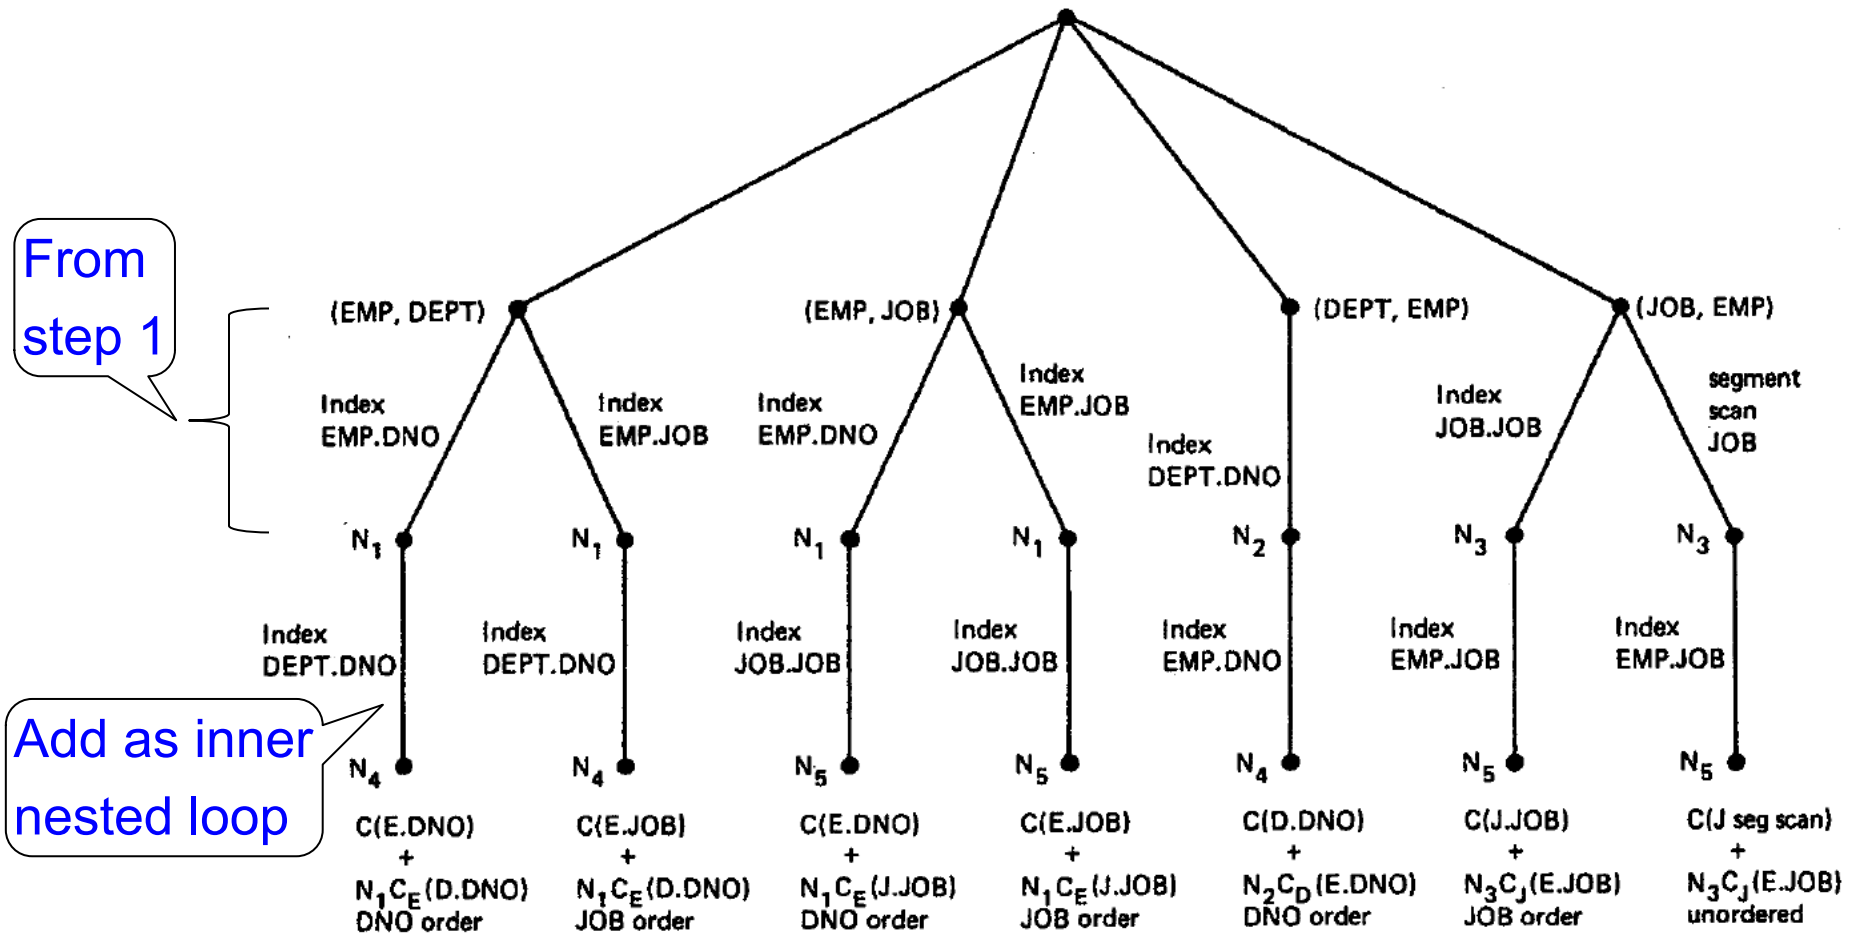 From
step 1
(EMP, DEPT)
(EMP, JOB)
(DEPT, EMP)
(JOB, EMP)
Index
EMP.DNO
Index
EMP.JOB
Index
EMP.DNO
Index
EMP.JOB
Index
DEPT.DNO
Index
JOB.JOB
segment
scan
JOB
N1
N1
N1
N1
N2
N3
N3
Index
DEPT.DNO
Index
DEPT.DNO
Index
JOB.JOB
Index
JOB.JOB
Index
EMP.DNO
Index
EMP.JOB
Index
EMP.JOB
Add as inner
nested loop
N4
N4
N5
N5
N4
N5
N5
C(E.DNO)
+
N1CE(D.DNO)
DNO order
C(E.JOB)
+
N1CE(D.DNO)
JOB order
C(E.DNO)
+
N1CE(J.JOB)
DNO order
C(E.JOB)
+
N1CE(J.JOB)
JOB order
C(D.DNO)
+
N2CD(E.DNO)
DNO order
C(J.JOB)
+
N3CJ(E.JOB)
JOB order
C(J seg scan)
+
N3CJ(E.JOB)
unordered